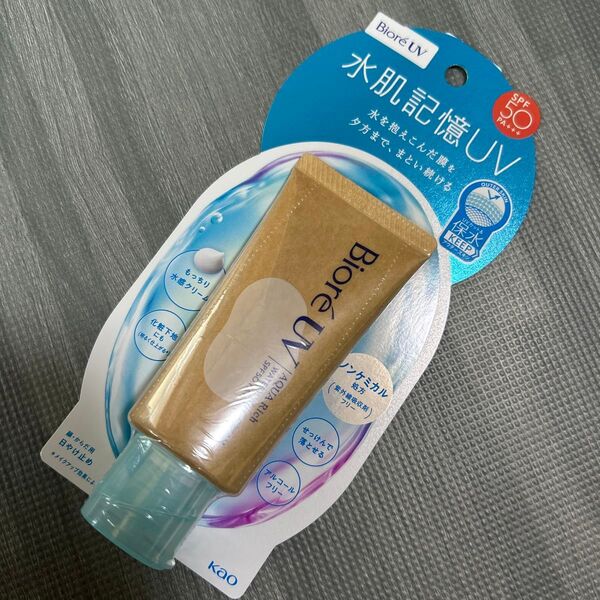 Bioré UV
水肌記憶UV
水を抱えこんだ膜を
夕方まで、まとい続ける
SPF
50
PA+++
OUTER SKIN
保水
KEEP
もっちり
水感クリーム
化粧下地
にも
Bioré UV
AQUA Rich
ノンケミカル
処方
(紫外線吸収剤
フリー)
せっけんで
落とせる
アルコール
フリー
顔・からだ用
日やけ止め
Kao